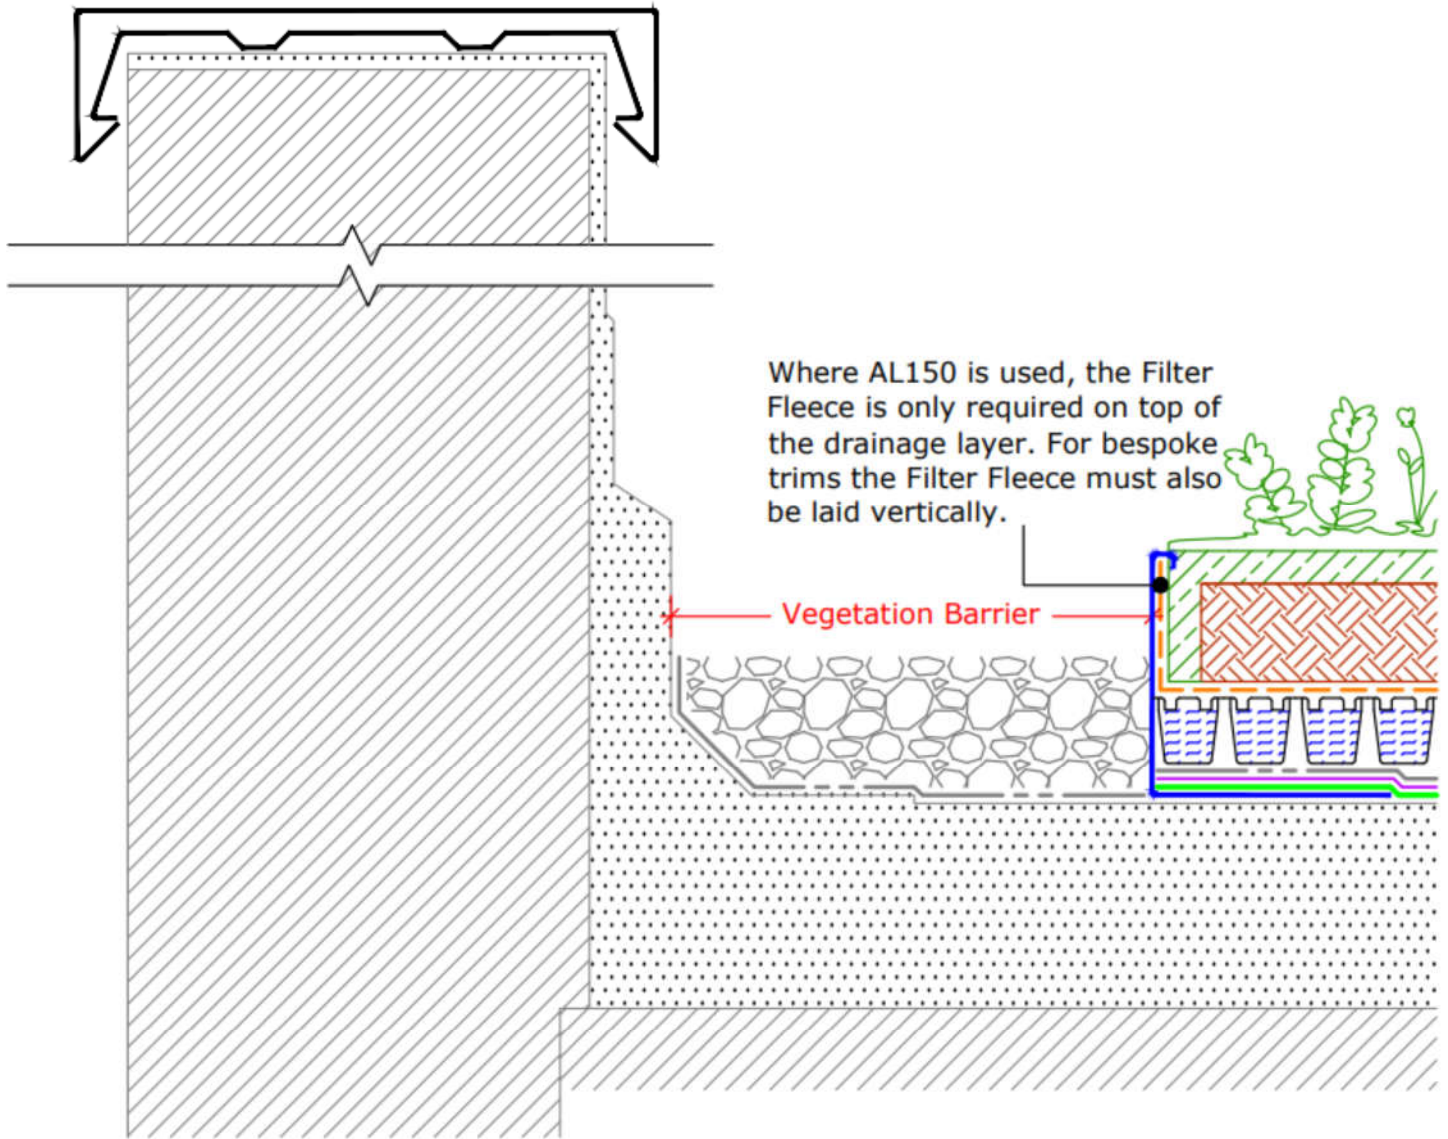 Where AL150 is used, the Filter
Fleece is only required on top of
the drainage layer. For bespoke
trims the Filter Fleece must also
be laid vertically.
Vegetation Barrier